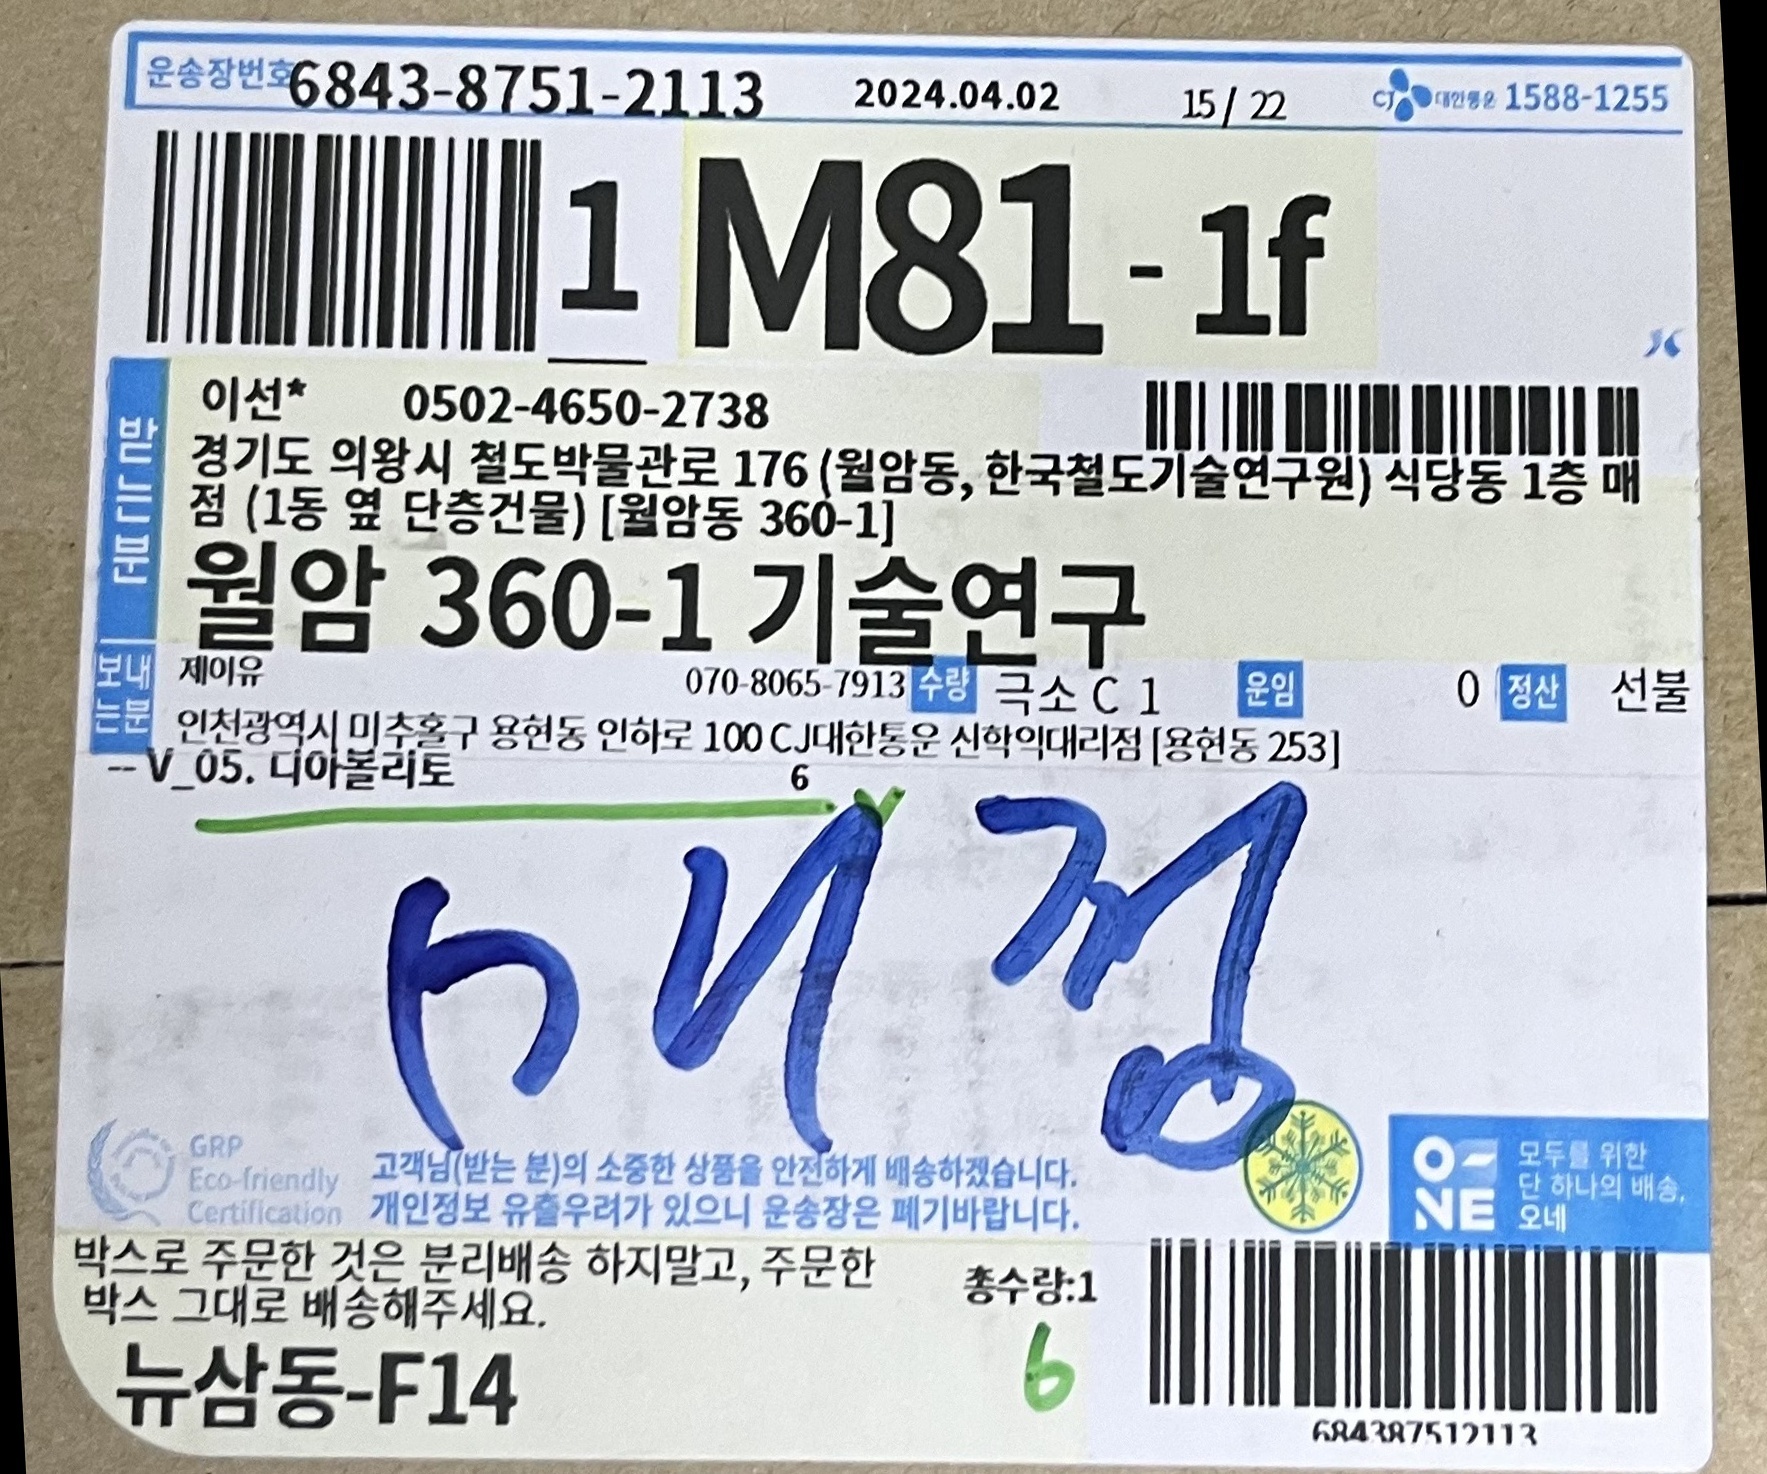 운송장번호 6843-8751-2113 2024.04.02 15 / 22 CJ대한통운 1588-1255
1 M81 - 1f
받는분
이선* 0502-4650-2738
경기도 의왕시 철도박물관로 176 (월암동, 한국철도기술연구원) 식당동 1층 매
점 (1동 옆 단층건물) [월암동 360-1]
월암 360-1 기술연구
보내는분 제이유 070-8065-7913 수량 극소 C 1 운임 0 정산 선불
인천광역시 미추홀구 용현동 인하로 100 CJ대한통운 신학익대리점 [용현동 253]
-- V_05. 디아볼리토 6
매점
GRP
Eco-friendly
Certification
고객님(받는 분)의 소중한 상품을 안전하게 배송하겠습니다.
개인정보 유출우려가 있으니 운송장은 폐기바랍니다.
O-NE
모두를 위한
단 하나의 배송,
오네
박스로 주문한 것은 분리배송 하지말고, 주문한
박스 그대로 배송해주세요.
총수량:1
6
뉴삼동-F14
684387512113